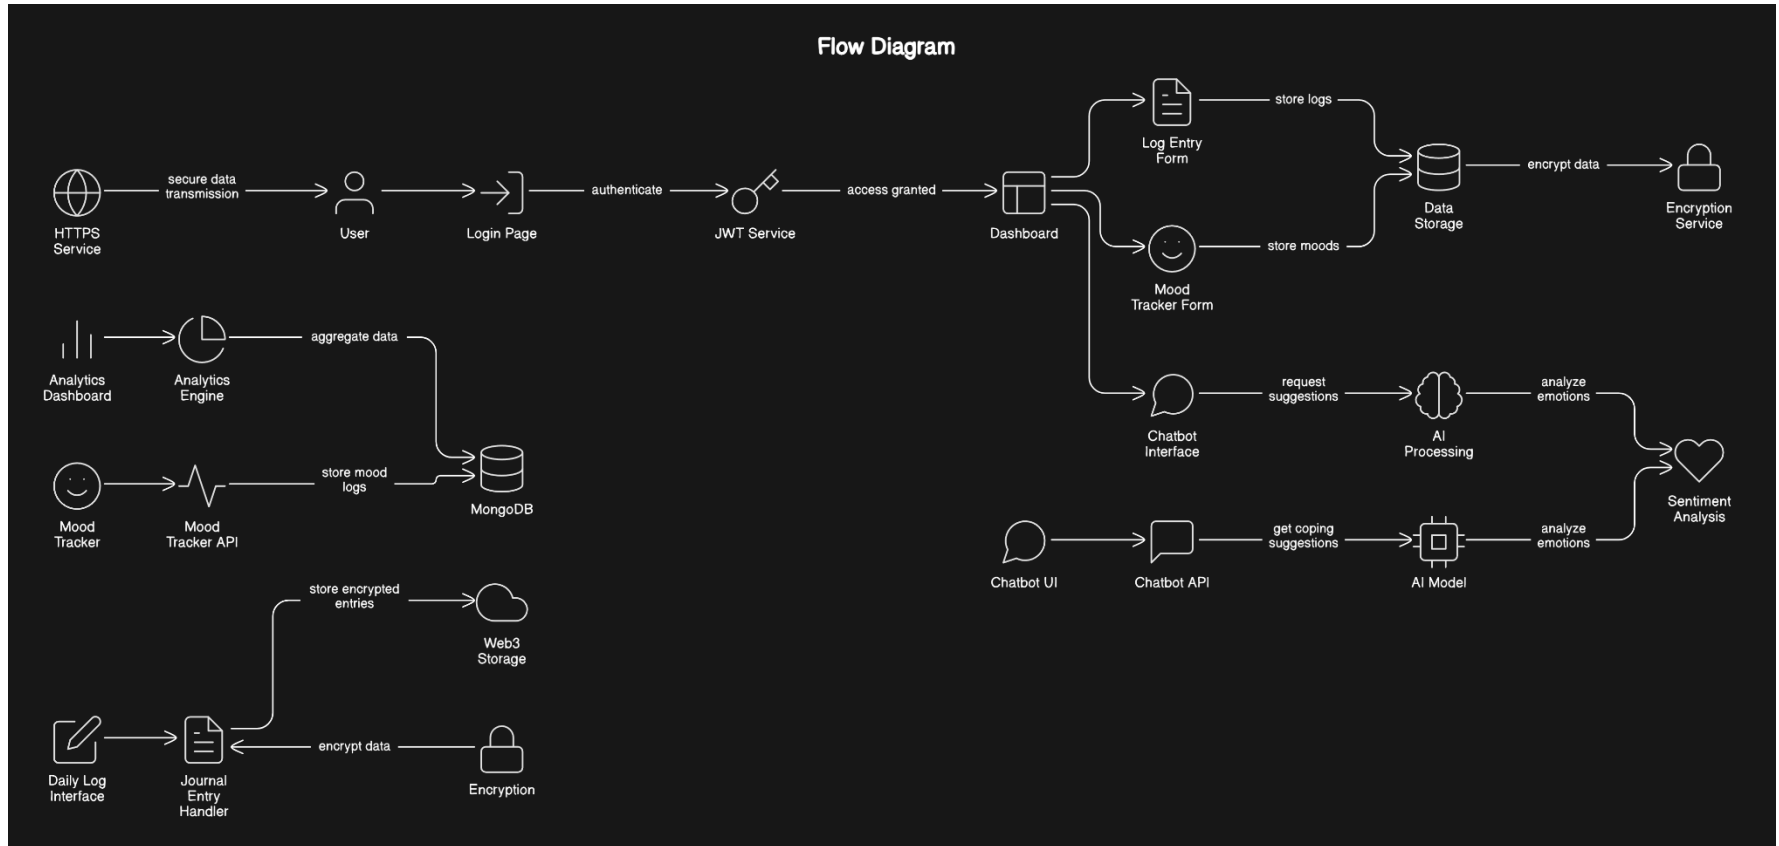 Flow Diagram
store logs
Log Entry
Form
secure data
transmission
authenticate
access granted
encrypt data
HTTPS
Service
User
Login Page
JWT Service
Dashboard
Data
Storage
Encryption
Service
store moods
Mood
Tracker Form
aggregate data
Analytics
Dashboard
Analytics
Engine
request
suggestions
analyze
emotions
Chatbot
Interface
AI
Processing
store mood
logs
MongoDB
Sentiment
Analysis
Mood
Tracker
Mood
Tracker API
get coping
suggestions
analyze
emotions
Chatbot UI
Chatbot API
AI Model
store encrypted
entries
Web3
Storage
encrypt data
Daily Log
Interface
Journal
Entry
Handler
Encryption